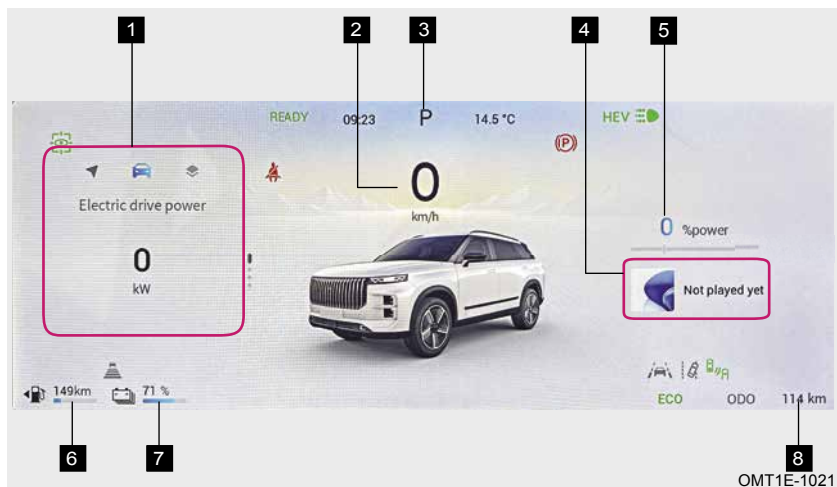 1
2
3
4
5
READY
09:23
P
14.5 °C
HEV
(P)
0
km/h
Electric drive power
0
kW
0 %power
Not played yet
149km
71 %
ECO
ODO
114 km
6
7
8
OMT1E-1021